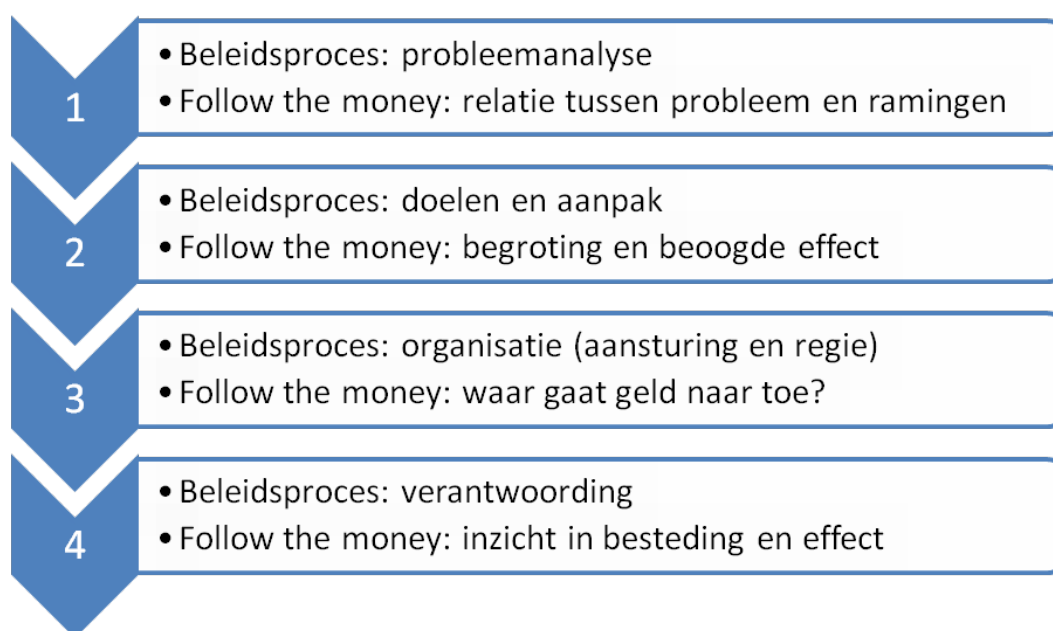 1
• Beleidsproces: probleemanalyse
• Follow the money: relatie tussen probleem en ramingen
2
• Beleidsproces: doelen en aanpak
• Follow the money: begroting en beoogde effect
3
• Beleidsproces: organisatie (aansturing en regie)
• Follow the money: waar gaat geld naar toe?
4
• Beleidsproces: verantwoording
• Follow the money: inzicht in besteding en effect